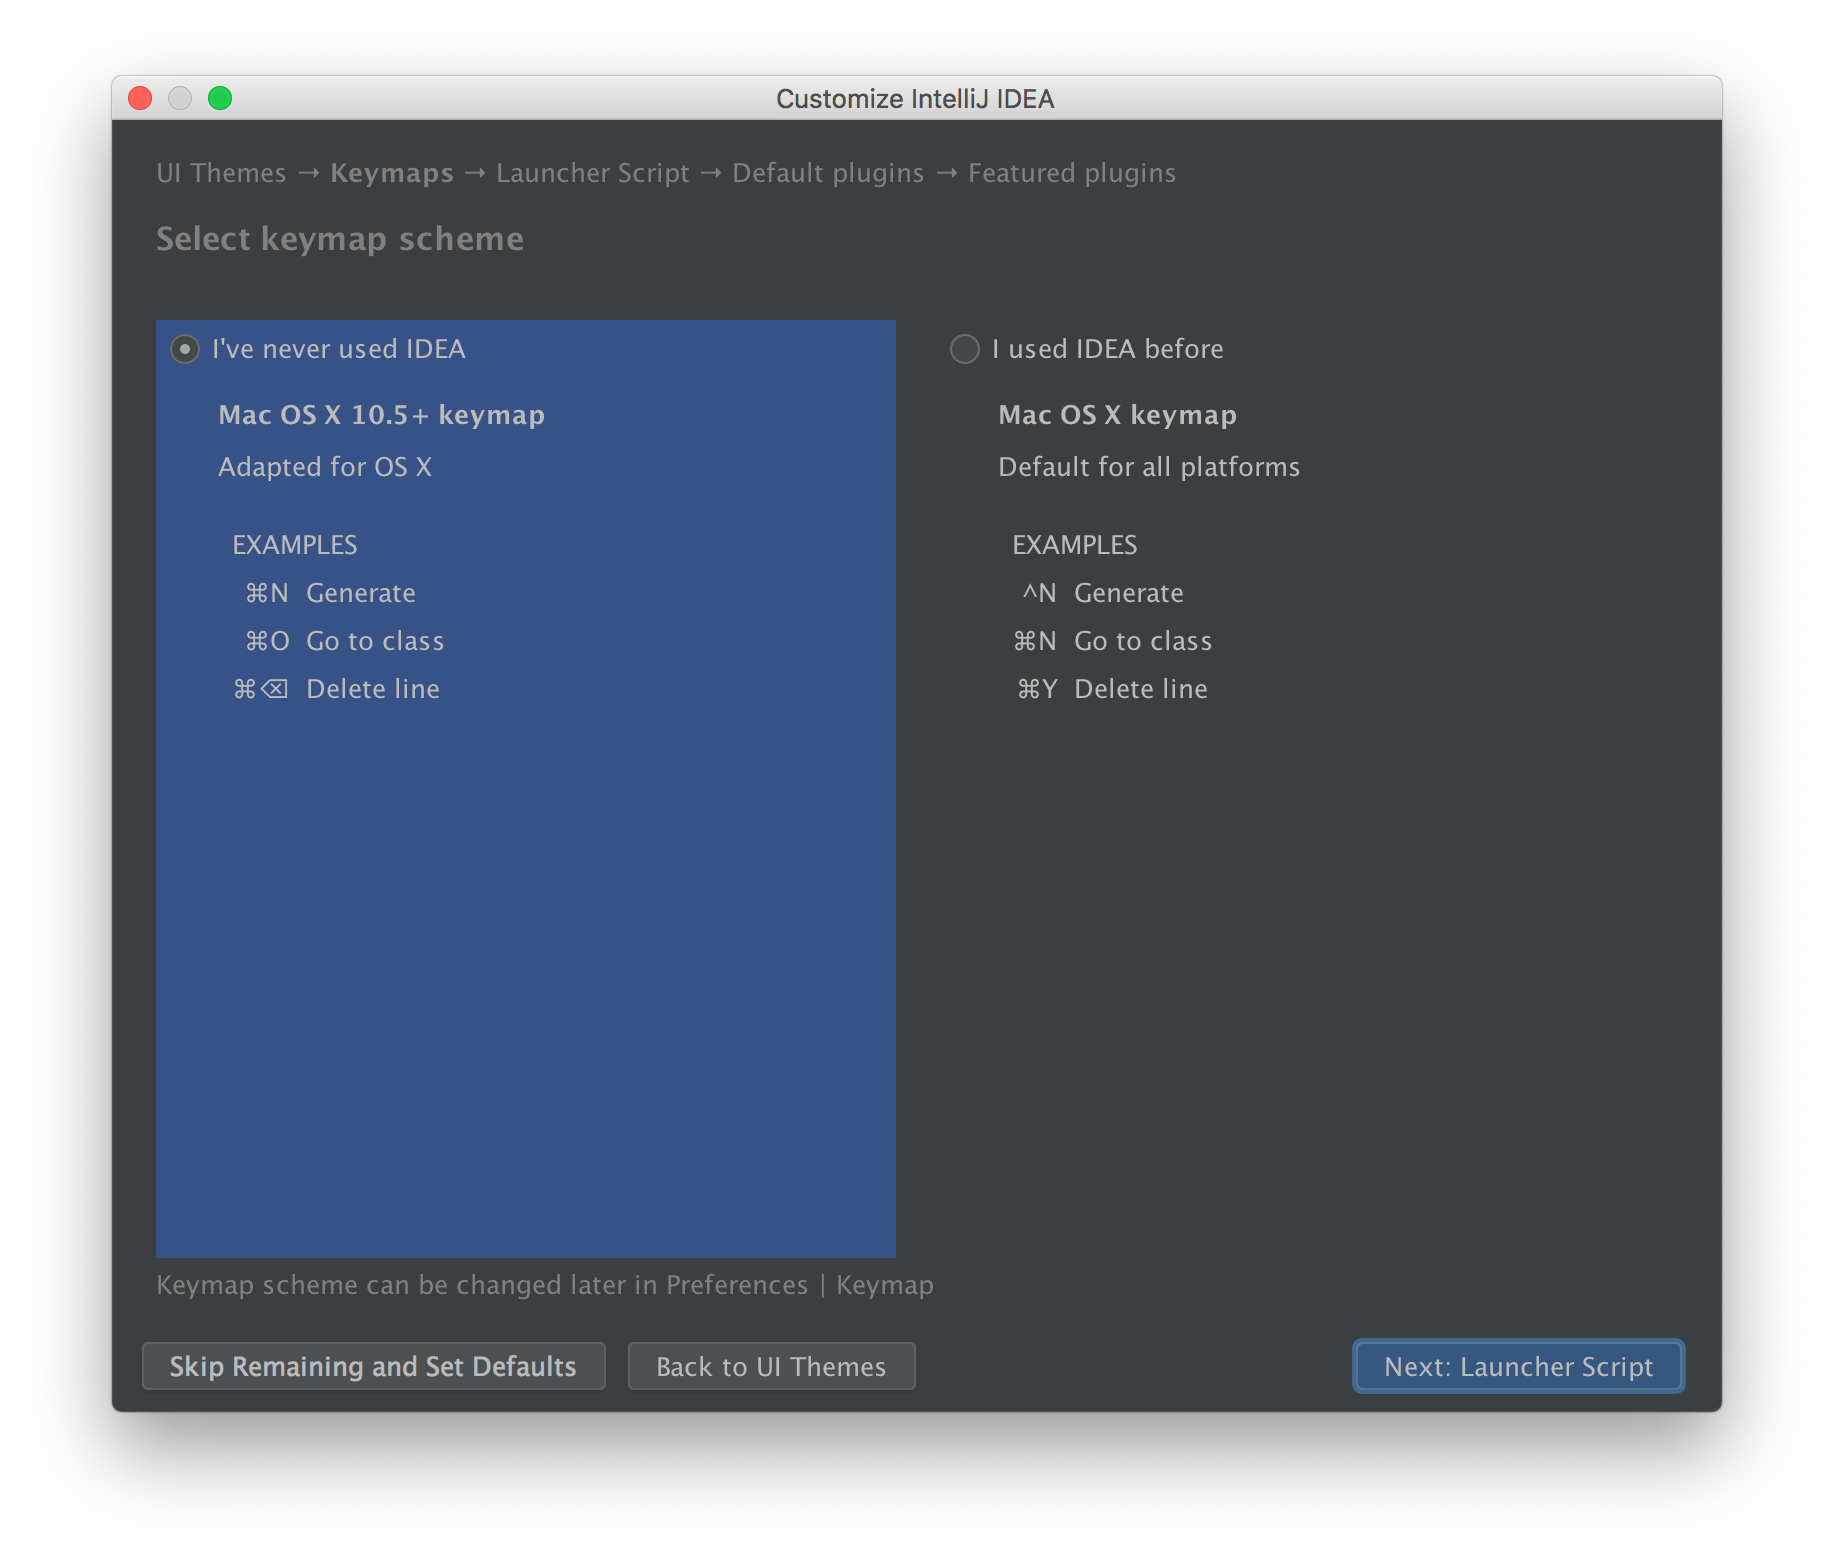 Customize IntelliJ IDEA
UI Themes → Keymaps → Launcher Script → Default plugins → Featured plugins
Select keymap scheme
I've never used IDEA
Mac OS X 10.5+ keymap
Adapted for OS X
EXAMPLES
⌘N Generate
⌘O Go to class
⌘⌫ Delete line
I used IDEA before
Mac OS X keymap
Default for all platforms
EXAMPLES
^N Generate
⌘N Go to class
⌘Y Delete line
Keymap scheme can be changed later in Preferences | Keymap
Skip Remaining and Set Defaults
Back to UI Themes
Next: Launcher Script